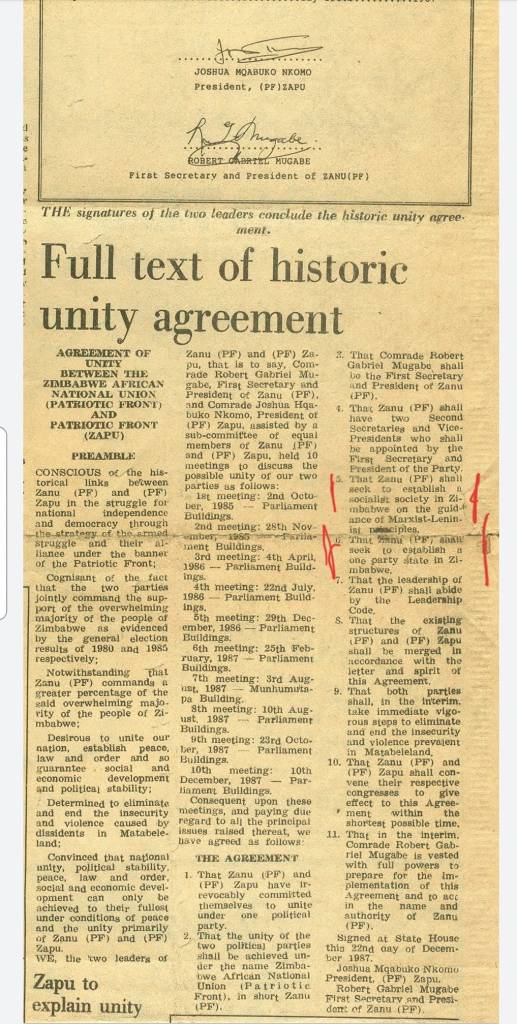 JOSHUA MQABUKO NKOMO
President, (PF)ZAPU
R G Mugabe
ROBERT GABRIEL MUGABE
First Secretary and President of ZANU(PF)
THE signatures of the two leaders conclude the historic unity agree-
ment.
Full text of historic
unity agreement
AGREEMENT OF
UNITY
BETWEEN THE
ZIMBABWE AFRICAN
NATIONAL UNION
(PATRIOTIC FRONT)
AND
PATRIOTIC FRONT
(ZAPU)
PREAMBLE
CONSCIOUS of the his-
torical links between
Zanu (PF) and (PF)
Zapu in the struggle for
national independence
and democracy through
the strategy of the armed
struggle and their al-
liance under the banner
of the Patriotic Front;
Cognisant of the fact
that the two parties
jointly command the sup-
port of the overwhelming
majority of the people of
Zimbabwe as evidenced
by the general election
results of 1980 and 1985
respectively;
Notwithstanding that
Zanu (PF) commands a
greater percentage of the
said overwhelming majo-
rity of the people of Zi-
mbabwe;
Desirous to unite our
nation, establish peace,
law and order and so
guarantee social and
economic development
and political stability;
Determined to eliminate
and end the insecurity
and violence caused by
dissidents in Matabele-
land;
Convinced that national
unity, political stability,
peace, law and order,
social and economic devel-
opment can only be
achieved to their fullest
under conditions of peace
and the unity primarily
of Zanu (PF) and (PF)
Zapu.
WE, the two leaders of
Zanu (PF) and (PF) Za-
pu, that is to say, Com-
rade Robert Gabriel Mu-
gabe, First Secretary and
President of Zanu (PF),
and Comrade Joshua Hqa-
buko Nkomo, President of
(PF) Zapu, assisted by a
sub-committee of equal
members of Zanu (PF)
and (PF) Zapu, held 10
meetings to discuss the
possible unity of our two
parties as follows:
1st meeting: 2nd Octo-
ber, 1985 — Parliament
Buildings.
2nd meeting: 28th Nov-
ember, 1985 — Parlia-
ment Buildings.
3rd meeting: 4th April,
1986 — Parliament Build-
ings.
4th meeting: 22nd July,
1986 — Parliament Build-
ings.
5th meeting: 29th Dec-
ember, 1986 — Parliament
Buildings.
6th meeting: 25th Feb-
ruary, 1987 — Parliament
Buildings.
7th meeting: 3rd Aug-
ust, 1987 — Munhumuta-
pa Building.
8th meeting: 10th Aug-
ust, 1987 — Parliament
Buildings.
9th meeting: 23rd Octo-
ber, 1987 — Parliament
Buildings.
10th meeting: 10th
December, 1987 — Par-
liament Buildings.
Consequent upon these
meetings, and paying due
regard to all the principal
issues raised thereat, we
have agreed as follows:
THE AGREEMENT
1. That Zanu (PF) and
(PF) Zapu have ir-
revocably committed
themselves to unite
under one political
party.
2. That the unity of the
two political parties
shall be achieved un-
der the name Zimba-
bwe African National
Union (Patriotic
Front), in short Zanu
(PF).
3. That Comrade Robert
Gabriel Mugabe shall
be the First Secretary
and President of Zanu
(PF).
4. That Zanu (PF) shall
have two Second
Secretaries and Vice-
Presidents who shall
be appointed by the
First Secretary and
President of the Party.
5. That Zanu (PF) shall
seek to establish a
socialist society in Zi-
mbabwe on the guid-
ance of Marxist-Lenin-
ist principles.
6. That Zanu (PF) shall
seek to establish a
one party state in Zi-
mbabwe.
7. That the leadership of
Zanu (PF) shall abide
by the Leadership
Code.
8. That the existing
structures of Zanu
(PF) and (PF) Zapu
shall be merged in
accordance with the
letter and spirit of
this Agreement.
9. That both parties
shall, in the interim,
take immediate vigo-
rous steps to eliminate
and end the insecurity
and violence prevalent
in Matabeleland.
10. That Zanu (PF) and
(PF) Zapu shall con-
vene their respective
congresses to give
effect to this Agree-
ment within the
shortest possible time.
11. That in the interim,
Comrade Robert Gab-
riel Mugabe is vested
with full powers to
prepare for the im-
plementation of this
Agreement and to act
in the name and
authority of Zanu
(PF).
Signed at State House
this 22nd day of Decem-
ber 1987.
Joshua Mqabuko Nkomo
President, (PF) Zapu.
Robert Gabriel Mugabe
First Secretary and Presi-
dent of Zanu (PF).
Zapu to
explain unity